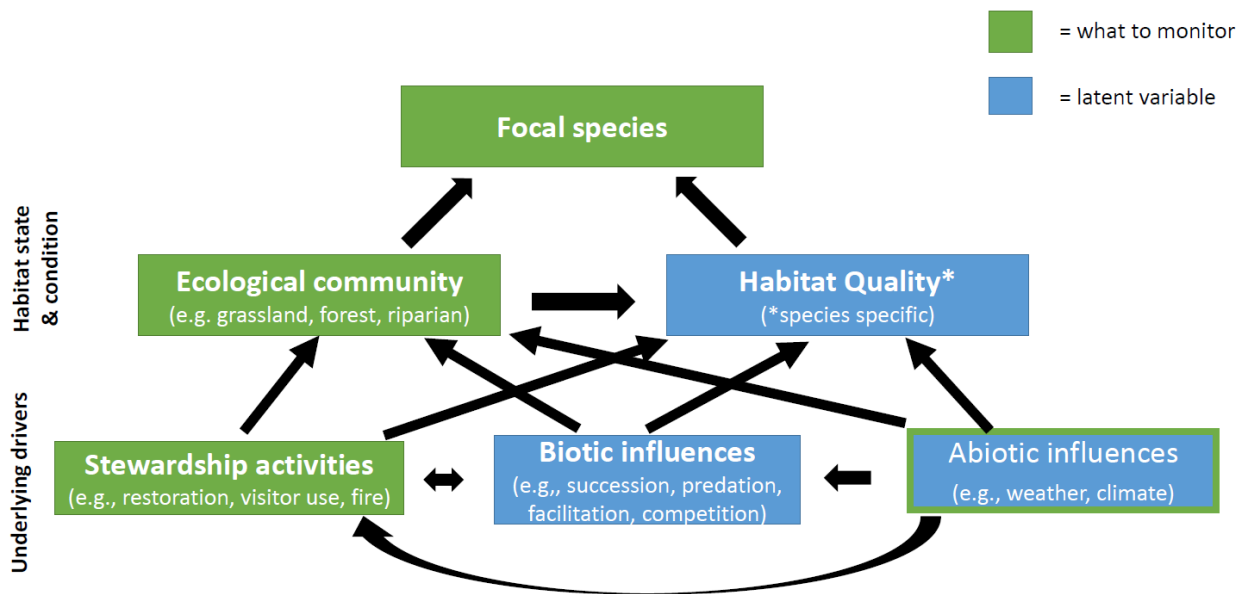 = what to monitor
= latent variable
Focal species
Habitat state
& condition
Ecological community
(e.g. grassland, forest, riparian)
Habitat Quality*
(*species specific)
Underlying drivers
Stewardship activities
(e.g., restoration, visitor use, fire)
Biotic influences
(e.g,, succession, predation,
facilitation, competition)
Abiotic influences
(e.g., weather, climate)